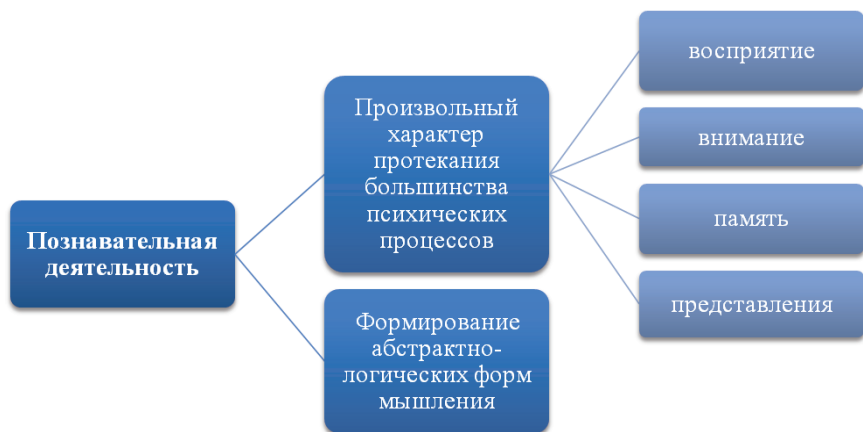 Познавательная
деятельность
Произвольный
характер
протекания
большинства
психических
процессов
восприятие
внимание
память
представления
Формирование
абстрактно-
логических форм
мышления